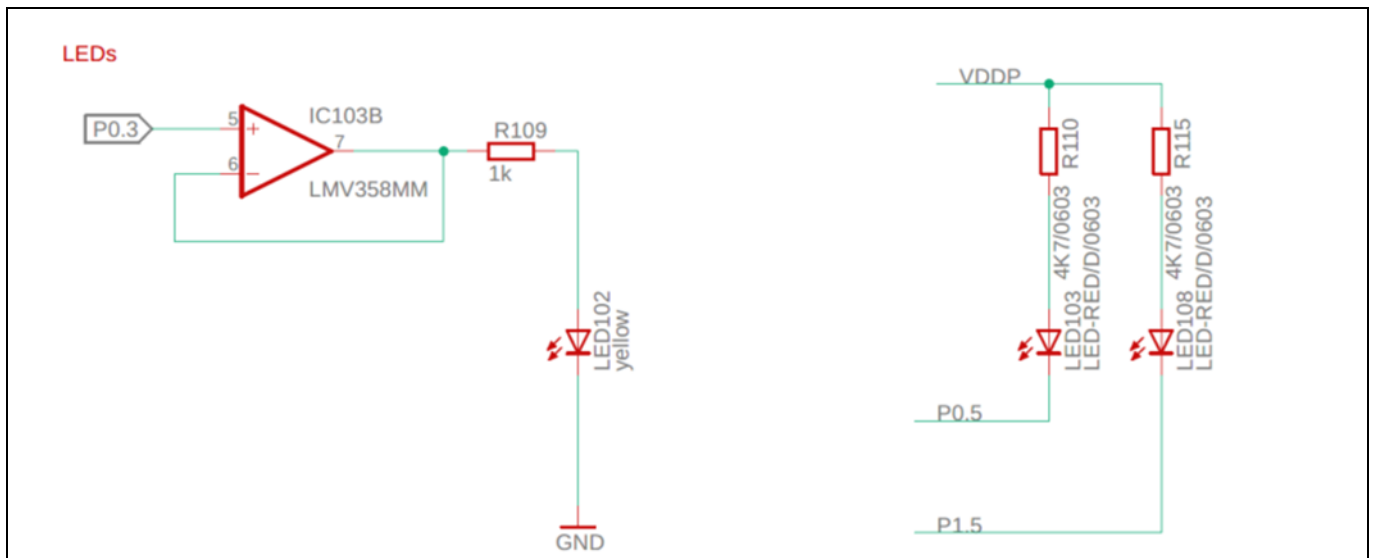 LEDs
P0.3
5
+
6
−
IC103B
7
LMV358MM
R109
1k
LED102
yellow
GND
VDDP
R110
4K7/0603
LED103
LED-RED/D/0603
R115
4K7/0603
LED108
LED-RED/D/0603
P0.5
P1.5